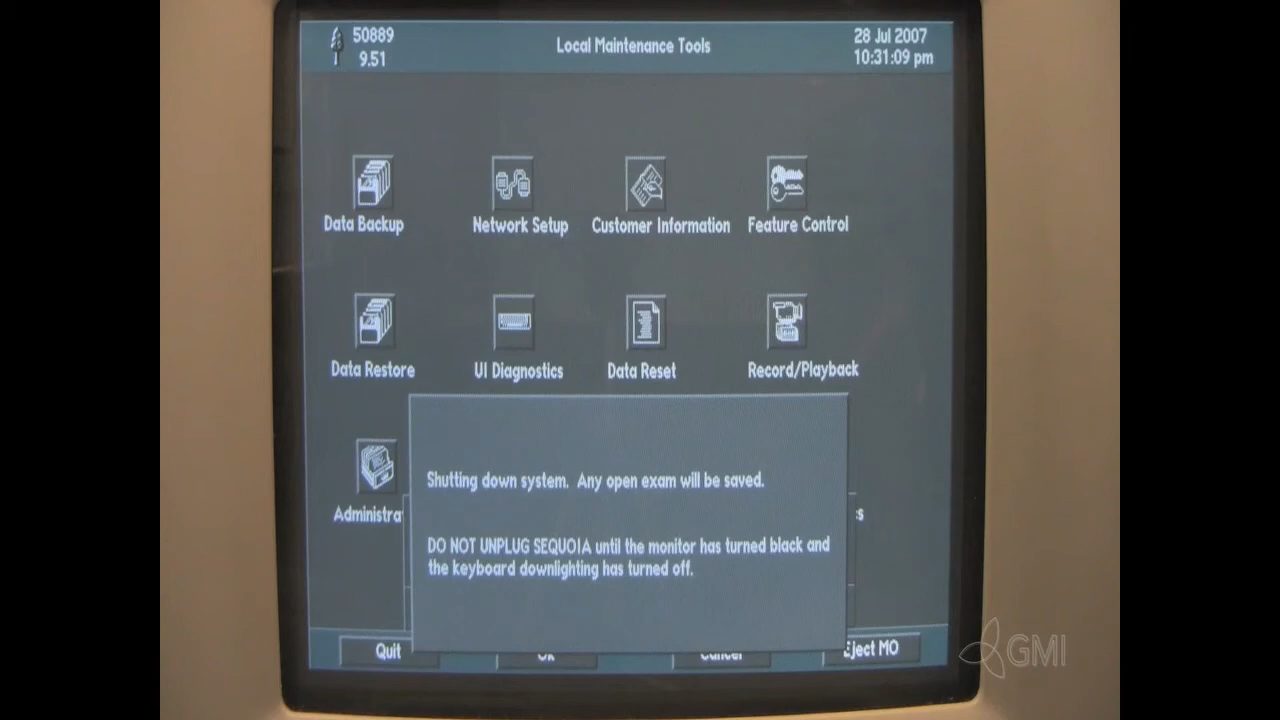 50889
9.51
Local Maintenance Tools
28 Jul 2007
10:31:09 pm
Data Backup
Network Setup
Customer Information
Feature Control
Data Restore
UI Diagnostics
Data Reset
Record/Playback
Administra
s
Shutting down system. Any open exam will be saved.
DO NOT UNPLUG SEQUOIA until the monitor has turned black and
the keyboard downlighting has turned off.
Quit
Ok
Cancel
Eject MO
GMI